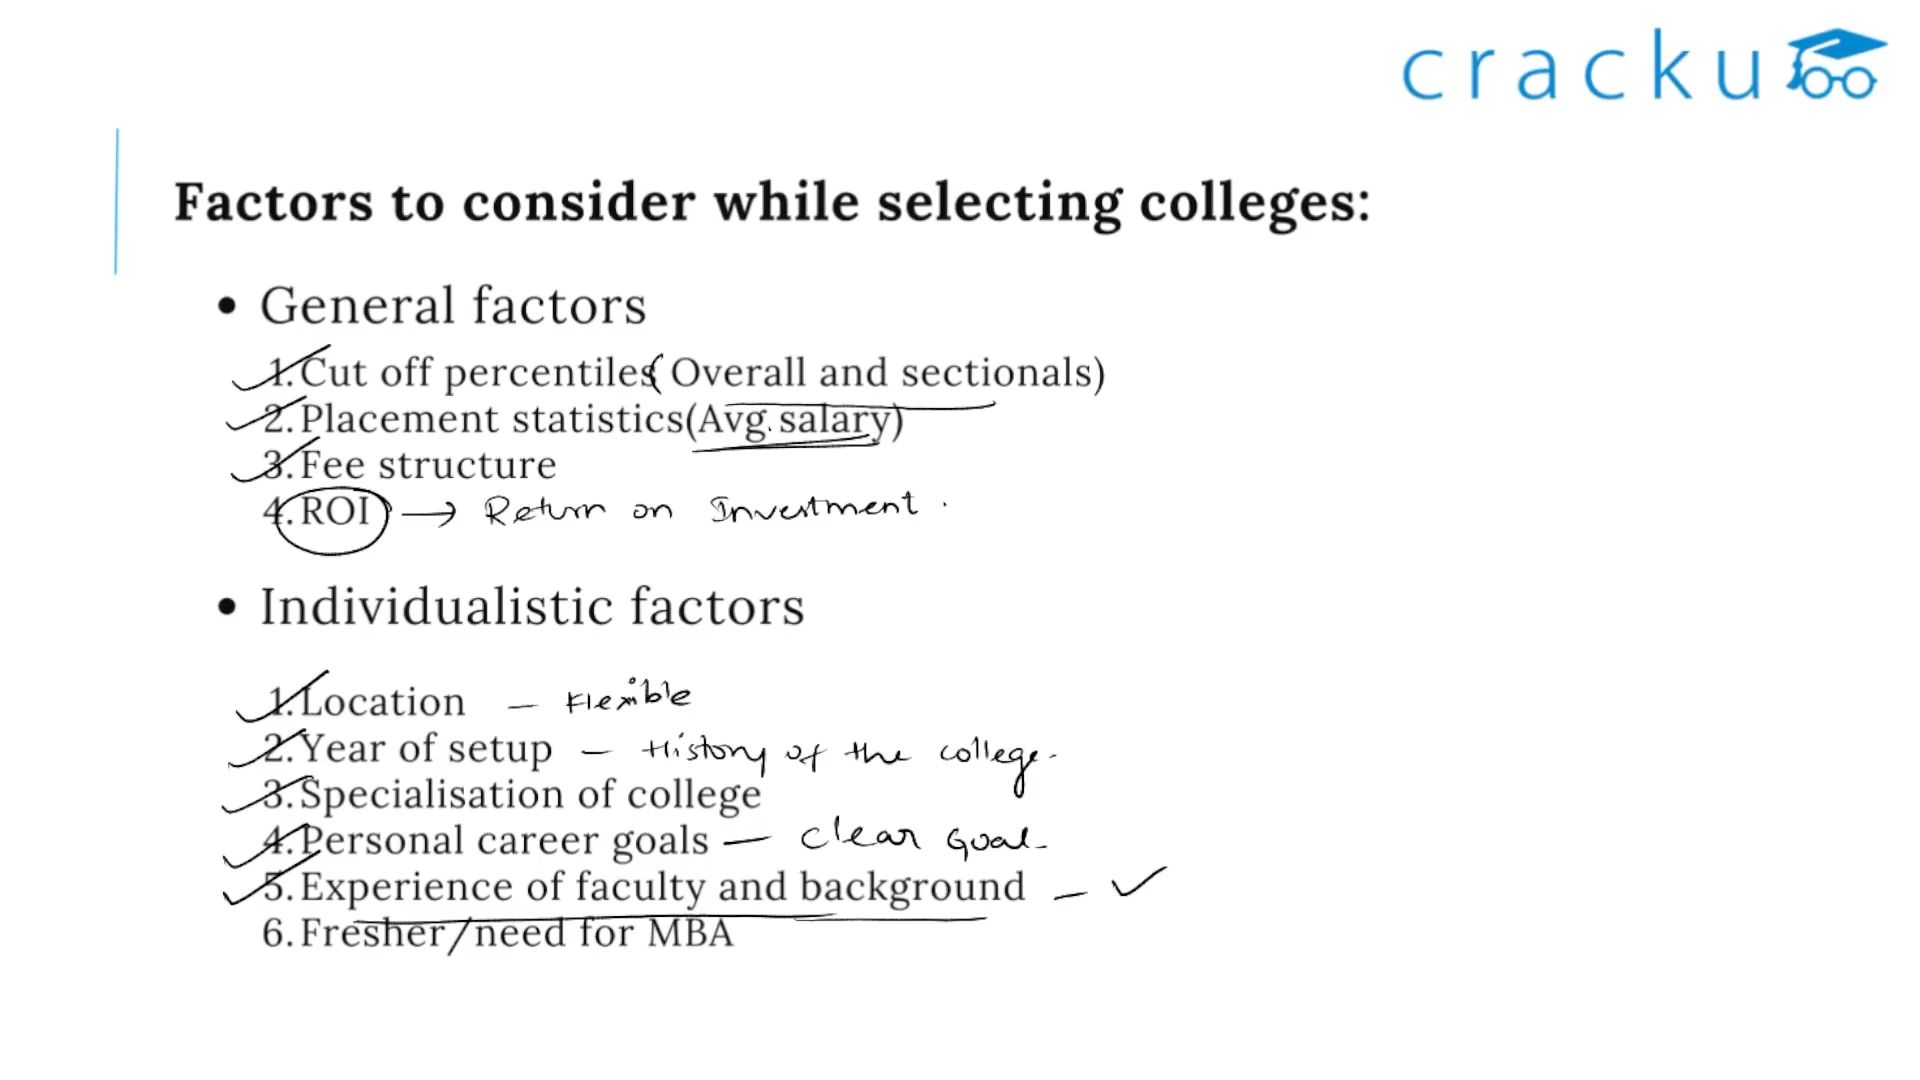 cracku
Factors to consider while selecting colleges:
• General factors
1. Cut off percentiles( Overall and sectionals)
2. Placement statistics(Avg. salary)
3. Fee structure
4. ROI → Return on Investment.
• Individualistic factors
1. Location – Flexible
2. Year of setup – History of the college.
3. Specialisation of college
4. Personal career goals – clear Goal.
5. Experience of faculty and background – ✓
6. Fresher/need for MBA